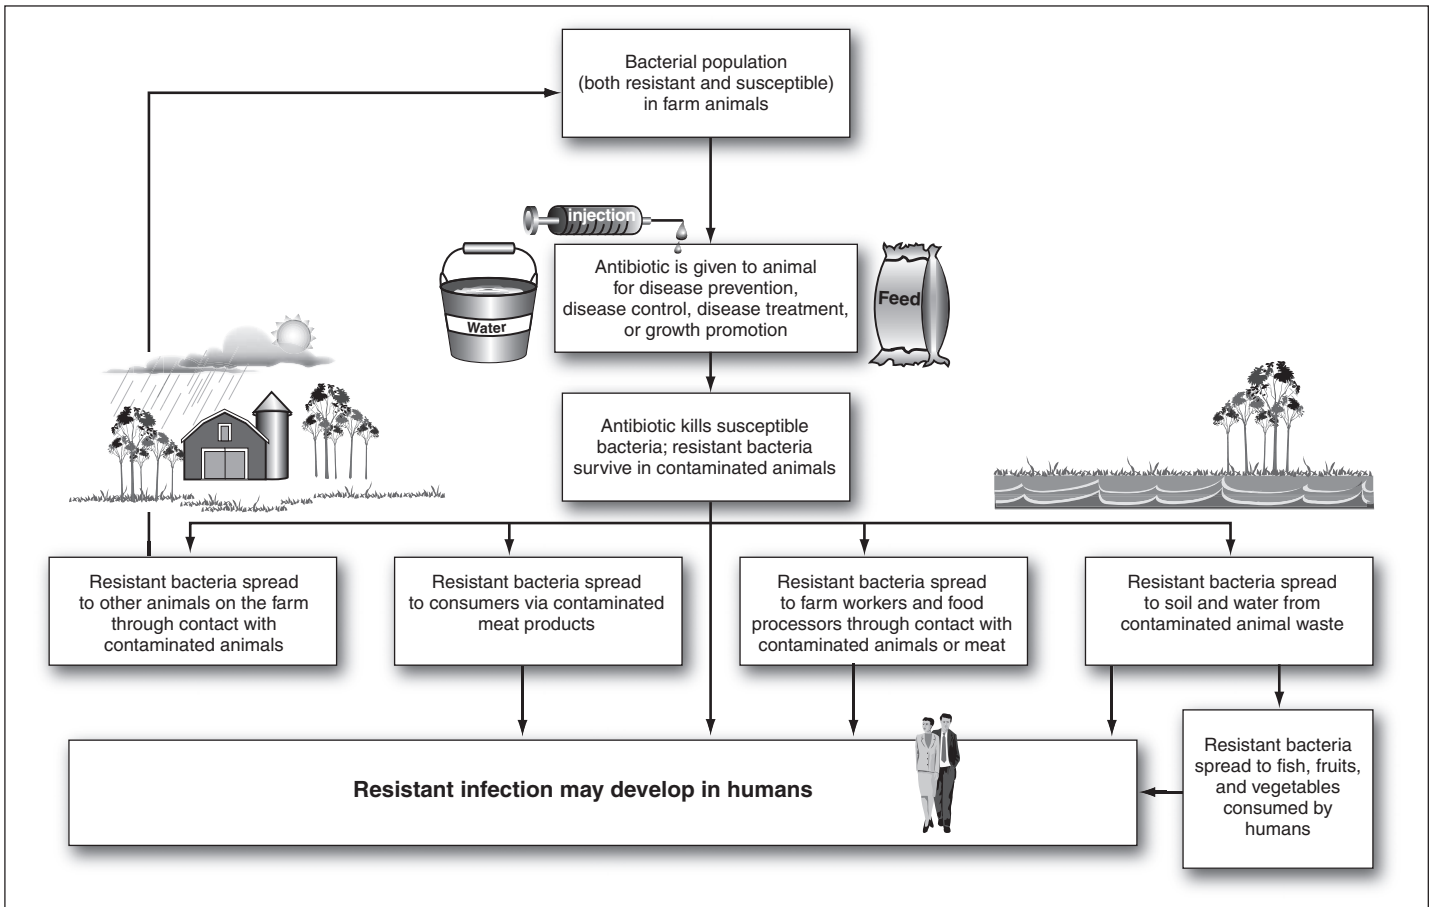 Bacterial population
(both resistant and susceptible)
in farm animals
injection
Water
Antibiotic is given to animal
for disease prevention,
disease control, disease treatment,
or growth promotion
Feed
Antibiotic kills susceptible
bacteria; resistant bacteria
survive in contaminated animals
Resistant bacteria spread
to other animals on the farm
through contact with
contaminated animals
Resistant bacteria spread
to consumers via contaminated
meat products
Resistant bacteria spread
to farm workers and food
processors through contact with
contaminated animals or meat
Resistant bacteria spread
to soil and water from
contaminated animal waste
Resistant infection may develop in humans
Resistant bacteria
spread to fish, fruits,
and vegetables
consumed by
humans